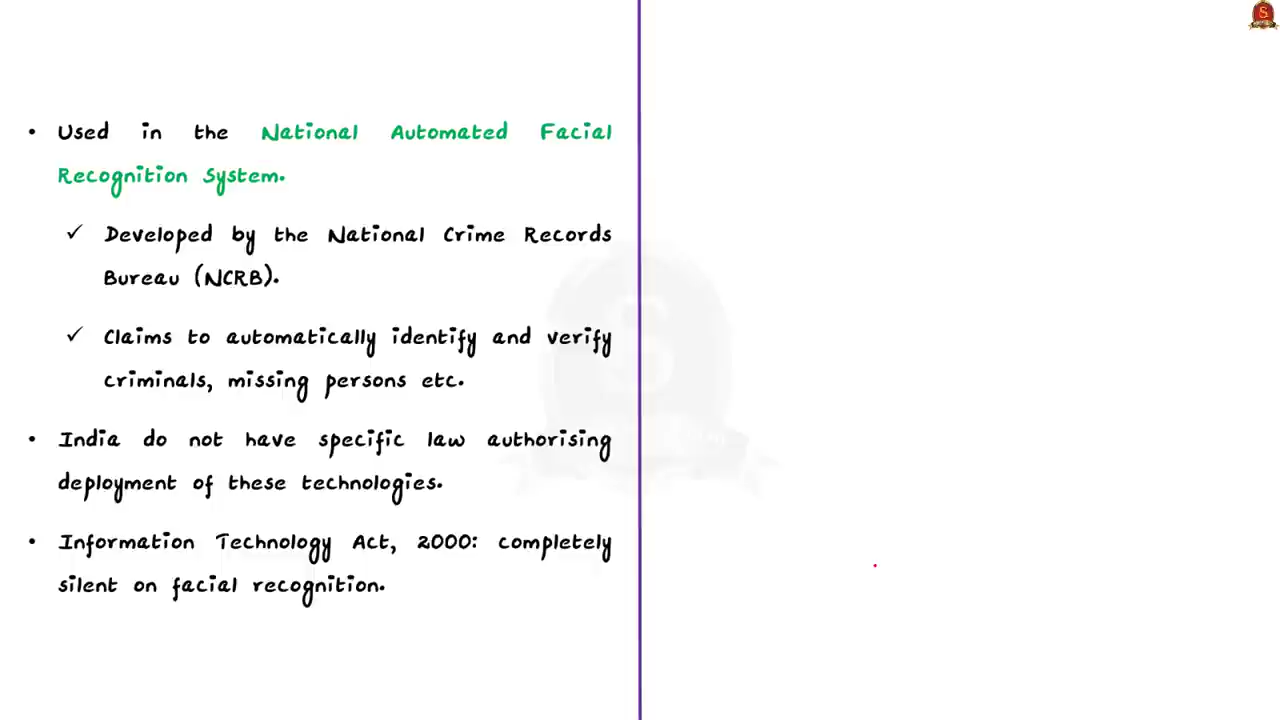 • Used in the National Automated Facial
Recognition System.
✓ Developed by the National Crime Records
Bureau (NCRB).
✓ Claims to automatically identify and verify
criminals, missing persons etc.
• India do not have specific law authorising
deployment of these technologies.
• Information Technology Act, 2000: completely
silent on facial recognition.